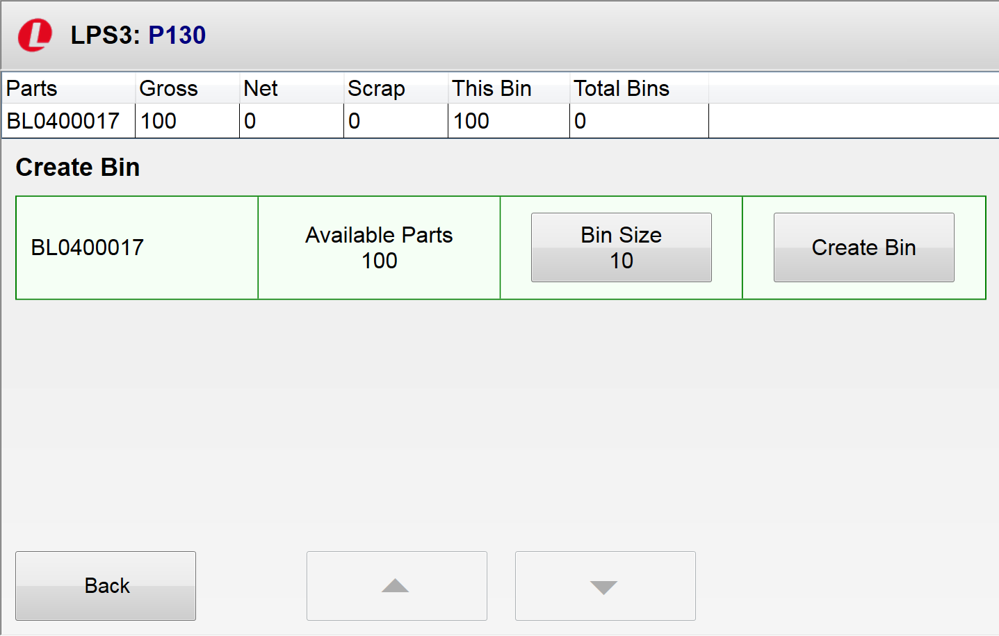 LPS3: P130
Parts Gross Net Scrap This Bin Total Bins
BL0400017 100 0 0 100 0
Create Bin
BL0400017
Available Parts
100
Bin Size
10
Create Bin
Back